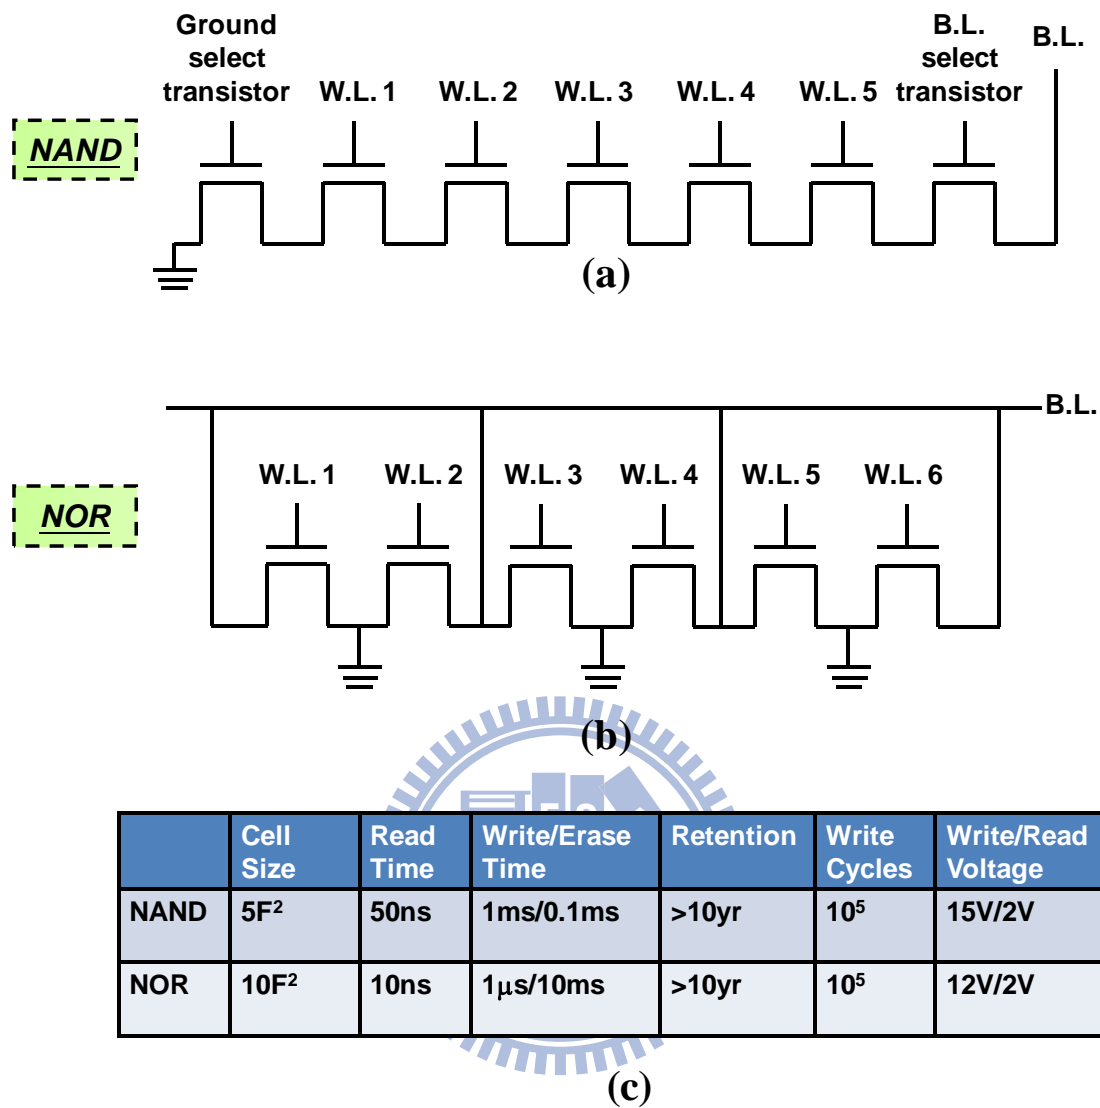 Ground select transistor
W.L. 1 W.L. 2 W.L. 3 W.L. 4 W.L. 5
B.L. select transistor
B.L.
NAND
(a)
B.L.
W.L. 1 W.L. 2 W.L. 3 W.L. 4 W.L. 5 W.L. 6
NOR
(b)
Cell Size Read Time Write/Erase Time Retention Write Cycles Write/Read Voltage
NAND 5F² 50ns 1ms/0.1ms >10yr 10⁵ 15V/2V
NOR 10F² 10ns 1μs/10ms >10yr 10⁵ 12V/2V
(c)